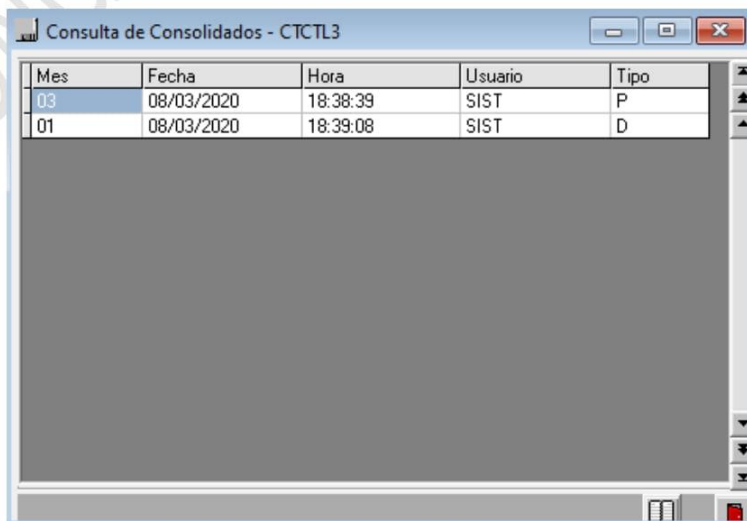 Consulta de Consolidados - CTCTL3
Mes Fecha Hora Usuario Tipo
03 08/03/2020 18:38:39 SIST P
01 08/03/2020 18:39:08 SIST D